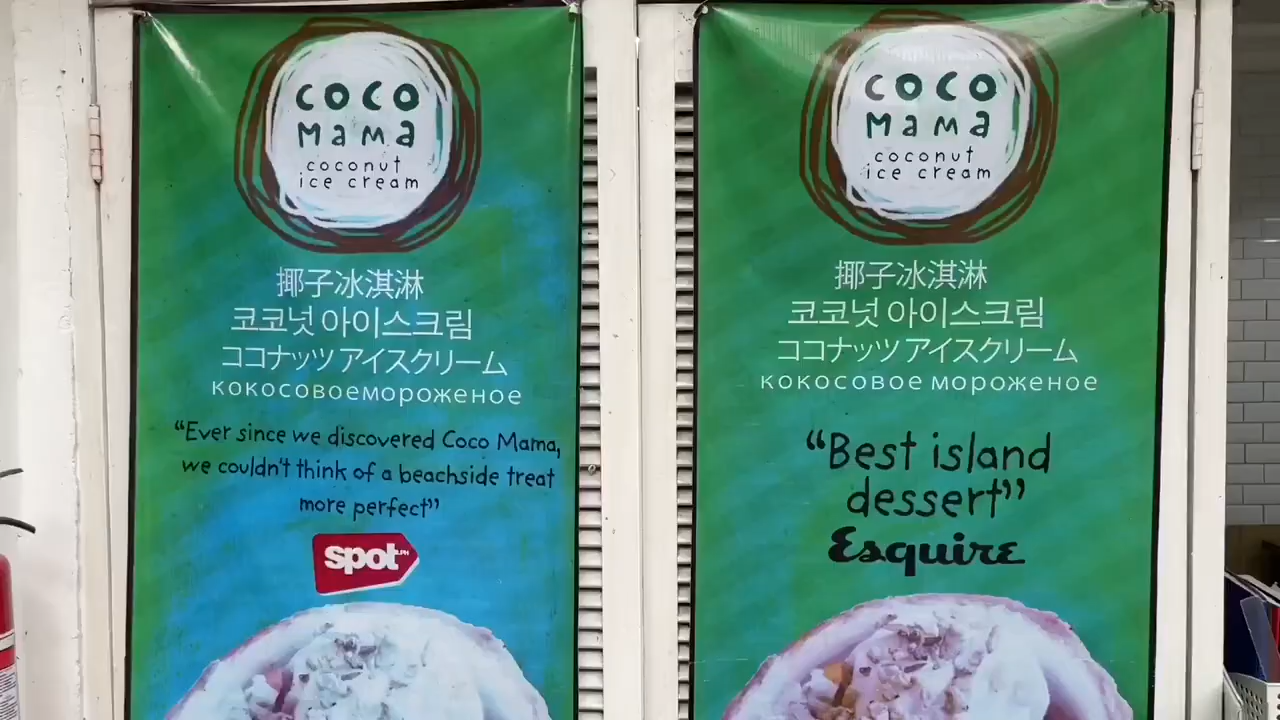 coco
mama
coconut
ice cream
椰子冰淇淋
코코넛 아이스크림
ココナッツ アイスクリーム
кокосовоемороженое
“Ever since we discovered Coco Mama,
we couldn't think of a beachside treat
more perfect”
spot.PH
coco
mama
coconut
ice cream
椰子冰淇淋
코코넛 아이스크림
ココナッツ アイスクリーム
кокосовое мороженое
“Best island
dessert”
Esquire